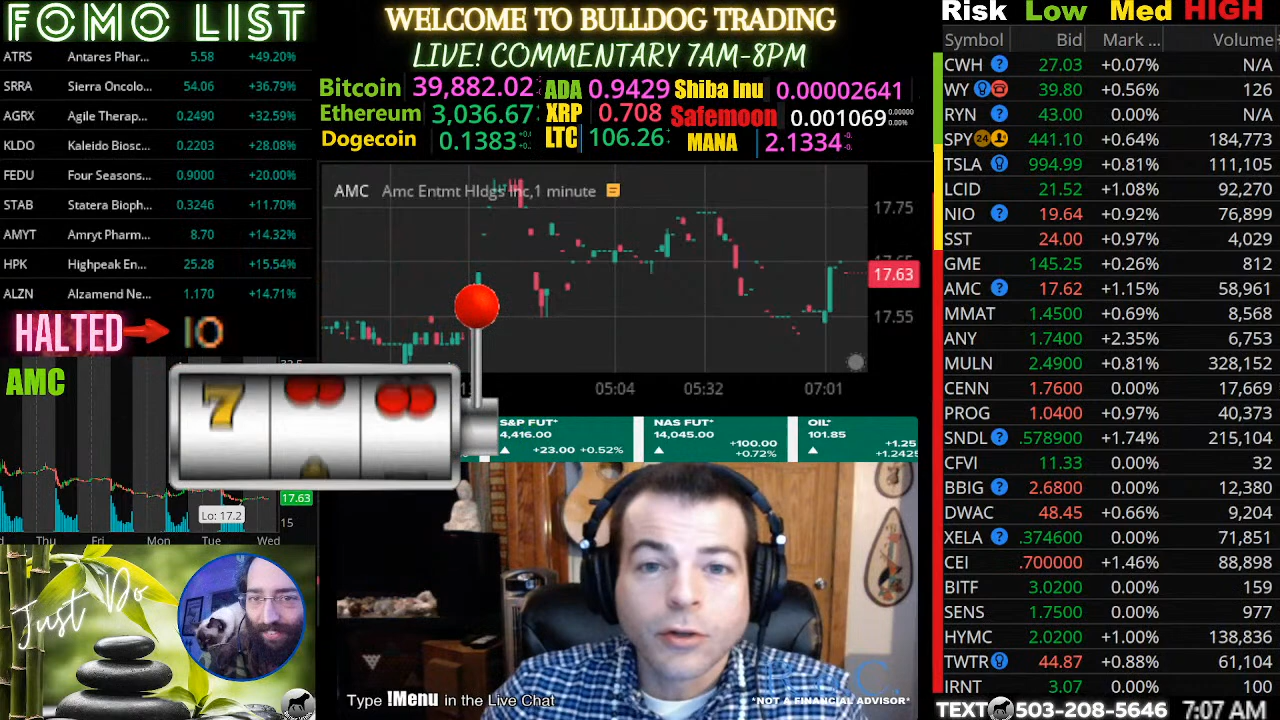 FOMO LIST
ATRS Antares Phar... 5.58 +49.20%
SRRA Sierra Oncolo... 54.06 +36.79%
AGRX Agile Therap... 0.2490 +32.59%
KLDO Kaleido Biosc... 0.2203 +28.08%
FEDU Four Seasons... 0.9000 +20.00%
STAB Statera Bioph... 0.3246 +11.70%
AMYT Amryt Pharm... 8.70 +14.32%
HPK Highpeak En... 25.28 +15.54%
ALZN Alzamend Ne... 1.170 +14.71%
HALTED IO
AMC
17.63
Lo: 17.2
15
Thu Fri Mon Tue Wed
Just Do
WELCOME TO BULLDOG TRADING
LIVE! COMMENTARY 7AM-8PM
Bitcoin 39,882.02 ADA 0.9429 Shiba Inu 0.00002641
Ethereum 3,036.67 XRP 0.708 Safemoon 0.001069 0.00000 0.00%
Dogecoin 0.1383 LTC 106.26 MANA 2.1334
AMC Amc Entmt Hldgs Inc,1 minute
17.75
17.63
17.55
05:04 05:32 07:01
7
S&P FUT* NAS FUT* OIL*
4,416.00 14,045.00 101.85
+23.00 +0.52% +100.00 +0.72% +1.25
Type !Menu in the Live Chat
*NOT A FINANCIAL ADVISOR*
Risk Low Med HIGH
Symbol Bid Mark ... Volume
CWH 27.03 +0.07% N/A
WY 39.80 +0.56% 126
RYN 43.00 0.00% N/A
SPY 24 441.10 +0.64% 184,773
TSLA 994.99 +0.81% 111,105
LCID 21.52 +1.08% 92,270
NIO 19.64 +0.92% 76,899
SST 24.00 +0.97% 4,029
GME 145.25 +0.26% 812
AMC 17.62 +1.15% 58,961
MMAT 1.4500 +0.69% 8,568
ANY 1.7400 +2.35% 6,753
MULN 2.4900 +0.81% 328,152
CENN 1.7600 0.00% 17,669
PROG 1.0400 +0.97% 40,373
SNDL .578900 +1.74% 215,104
CFVI 11.33 0.00% 32
BBIG 2.6800 0.00% 12,380
DWAC 48.45 +0.66% 9,204
XELA .374600 0.00% 71,851
CEI .700000 +1.46% 88,898
BITF 3.0200 0.00% 159
SENS 1.7500 0.00% 977
HYMC 2.0200 +1.00% 138,836
TWTR 44.87 +0.88% 61,104
IRNT 3.07 0.00% 100
TEXT 503-208-5646 7:07 AM